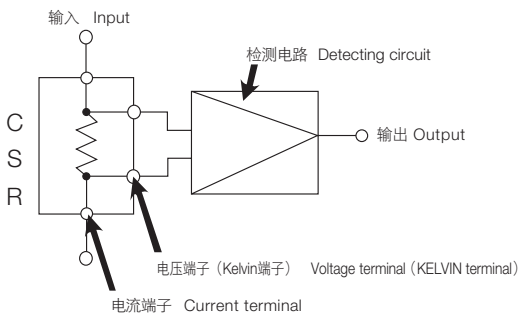 输入 Input
检测电路 Detecting circuit
C
S
R
输出 Output
电压端子（Kelvin端子） Voltage terminal（KELVIN terminal）
电流端子 Current terminal